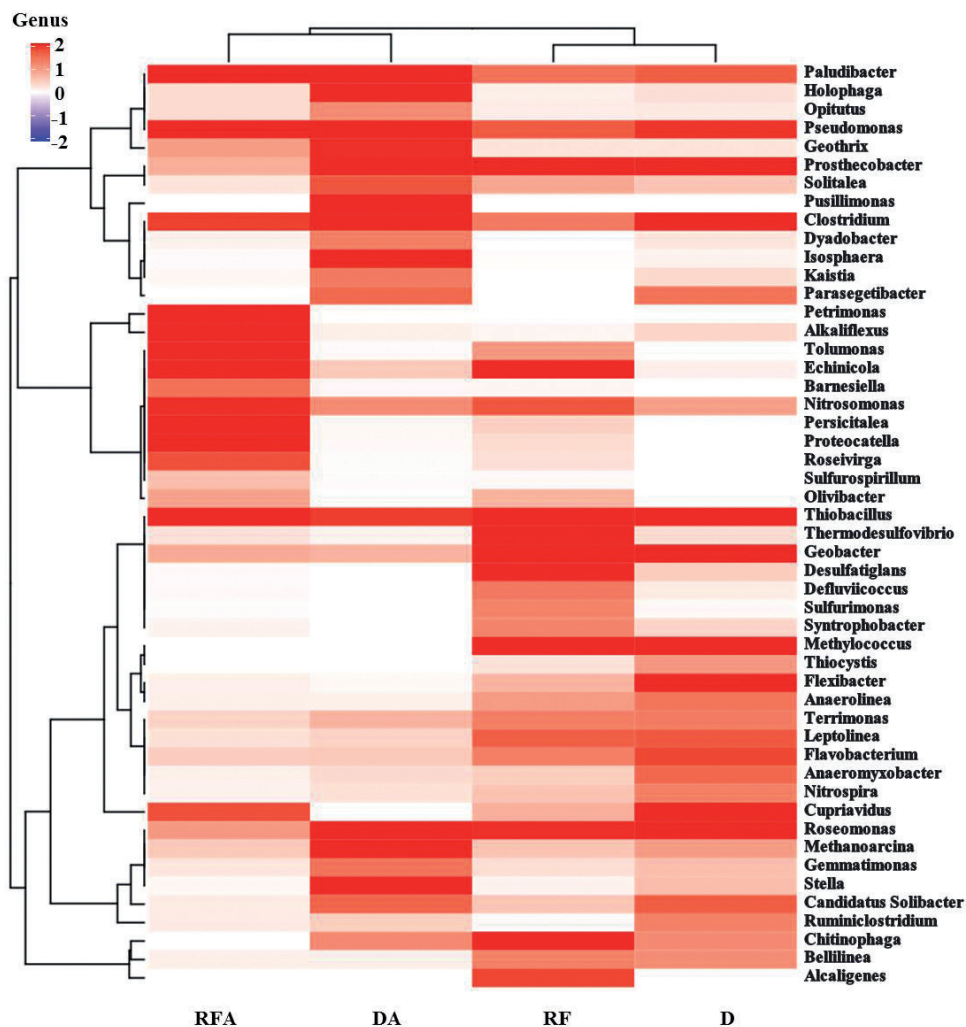 Genus
2
1
0
-1
-2
Paludibacter
Holophaga
Opitutus
Pseudomonas
Geothrix
Prosthecobacter
Solitalea
Pusillimonas
Clostridium
Dyadobacter
Isosphaera
Kaistia
Parasegetibacter
Petrimonas
Alkaliflexus
Tolumonas
Echinicola
Barnesiella
Nitrosomonas
Persicitalea
Proteocatella
Roseivirga
Sulfurospirillum
Olivibacter
Thiobacillus
Thermodesulfovibrio
Geobacter
Desulfatiglans
Defluviicoccus
Sulfurimonas
Syntrophobacter
Methylococcus
Thiocystis
Flexibacter
Anaerolinea
Terrimonas
Leptolinea
Flavobacterium
Anaeromyxobacter
Nitrospira
Cupriavidus
Roseomonas
Methanoarcina
Gemmatimonas
Stella
Candidatus Solibacter
Ruminiclostridium
Chitinophaga
Bellilinea
Alcaligenes
RFA DA RF D